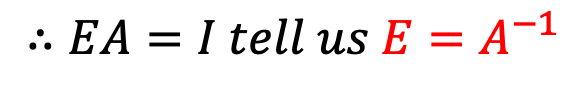 ∴ EA = I tell us E = A⁻¹